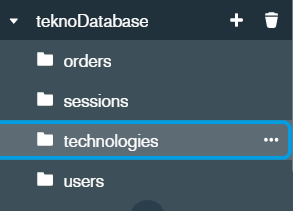 teknoDatabase
orders
sessions
technologies
users